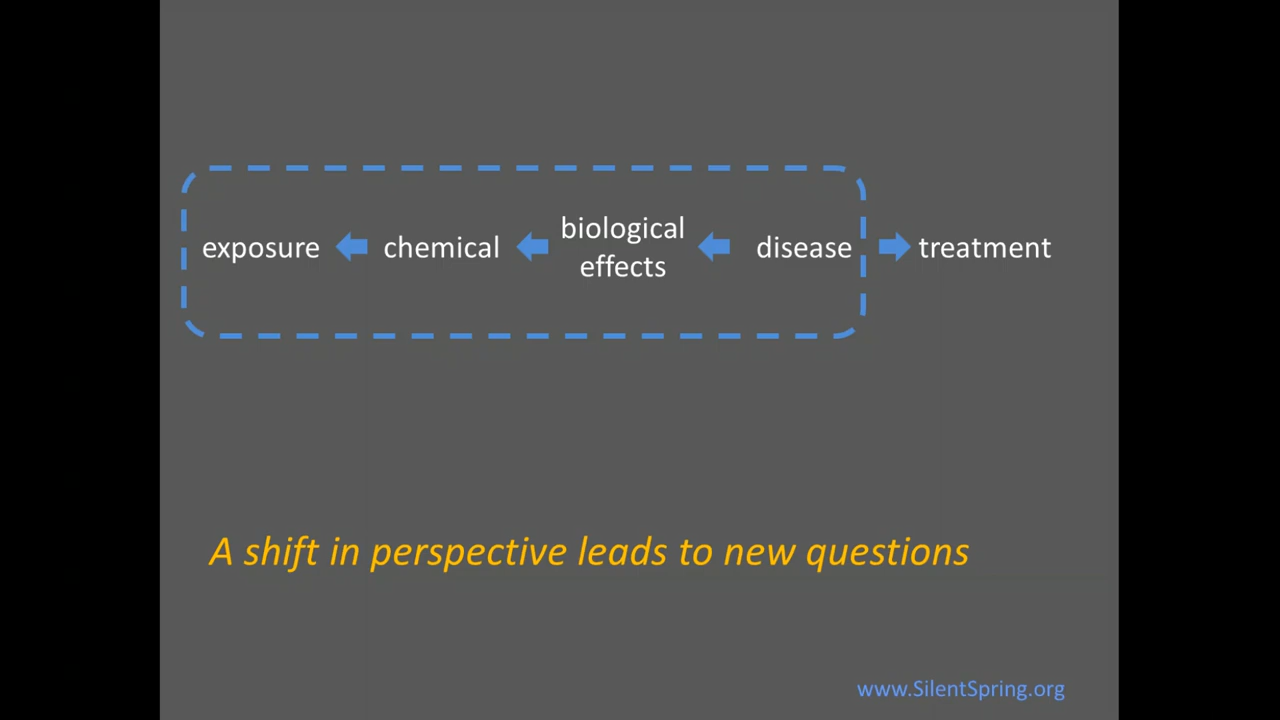 exposure
chemical
biological
effects
disease
treatment
A shift in perspective leads to new questions
www.SilentSpring.org